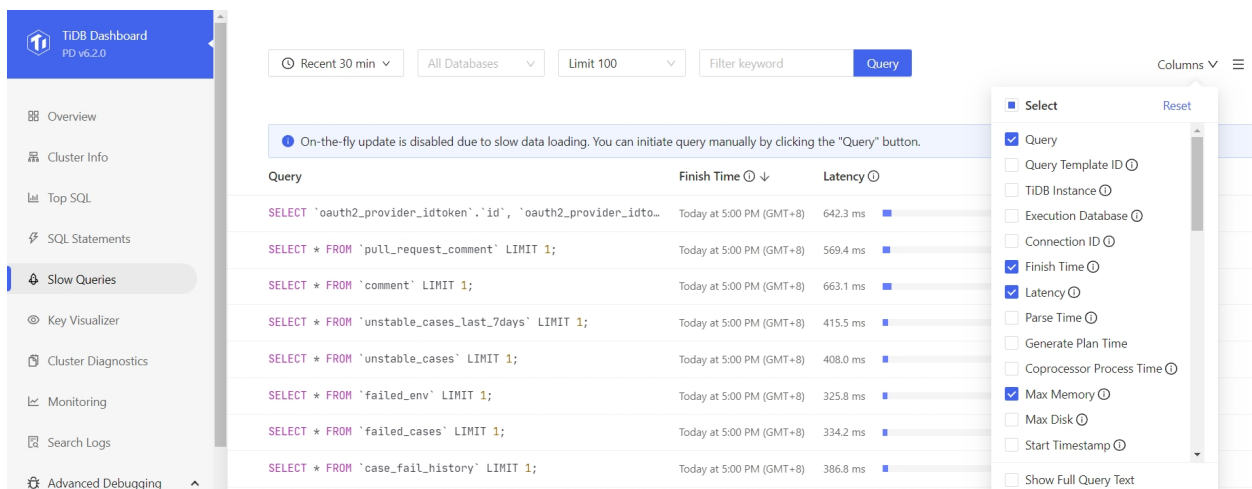 TiDB Dashboard
PD v6.2.0
Overview
Cluster Info
Top SQL
SQL Statements
Slow Queries
Key Visualizer
Cluster Diagnostics
Monitoring
Search Logs
Advanced Debugging
Recent 30 min All Databases Limit 100 Filter keyword Query Columns
On-the-fly update is disabled due to slow data loading. You can initiate query manually by clicking the "Query" button.
Query Finish Time Latency
SELECT `oauth2_provider_idtoken`.`id`, `oauth2_provider_idto… Today at 5:00 PM (GMT+8) 642.3 ms
SELECT * FROM `pull_request_comment` LIMIT 1; Today at 5:00 PM (GMT+8) 569.4 ms
SELECT * FROM `comment` LIMIT 1; Today at 5:00 PM (GMT+8) 663.1 ms
SELECT * FROM `unstable_cases_last_7days` LIMIT 1; Today at 5:00 PM (GMT+8) 415.5 ms
SELECT * FROM `unstable_cases` LIMIT 1; Today at 5:00 PM (GMT+8) 408.0 ms
SELECT * FROM `failed_env` LIMIT 1; Today at 5:00 PM (GMT+8) 325.8 ms
SELECT * FROM `failed_cases` LIMIT 1; Today at 5:00 PM (GMT+8) 334.2 ms
SELECT * FROM `case_fail_history` LIMIT 1; Today at 5:00 PM (GMT+8) 386.8 ms
Select Reset
Query
Query Template ID
TiDB Instance
Execution Database
Connection ID
Finish Time
Latency
Parse Time
Generate Plan Time
Coprocessor Process Time
Max Memory
Max Disk
Start Timestamp
Show Full Query Text